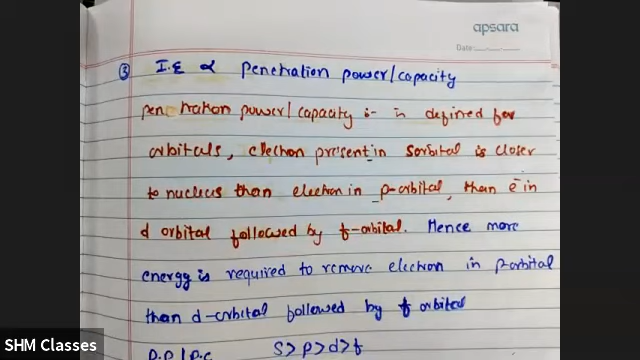 apsara
Date:
③ I.E ∝ penetration power/capacity
penetration power/capacity :- is defined for
orbitals, electron present in s orbital is closer
to nucleus than electron in p-orbital, than e⁻ in
d orbital followed by f-orbital. Hence more
energy is required to remove electron in p-orbital
than d-orbital followed by f orbital
P.P / P.C S > p > d > f
SHM Classes